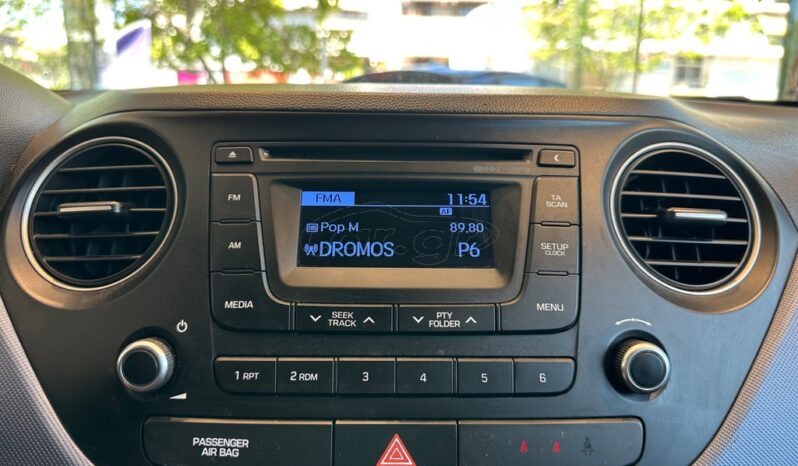 FMA 11:54
AF
Pop M 89,80
DROMOS P6
FM
AM
MEDIA
TA
SCAN
SETUP
CLOCK
MENU
SEEK
TRACK
PTY
FOLDER
1 RPT 2 RDM 3 4 5 6
PASSENGER
AIR BAG